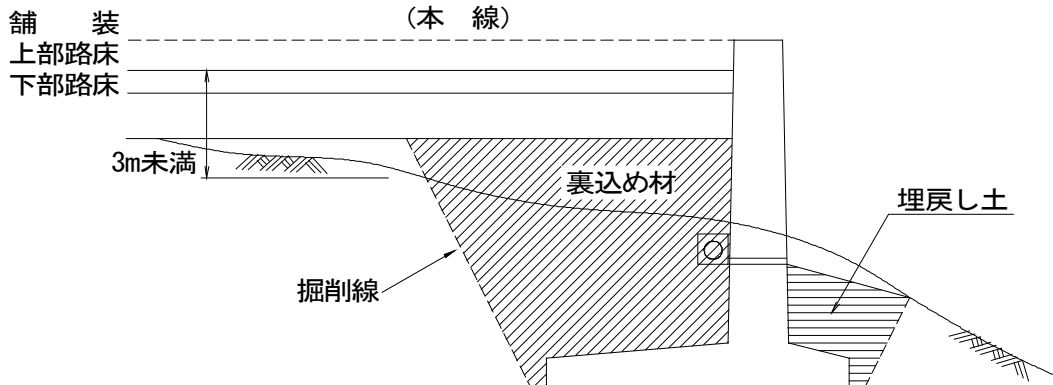 (本　線)
舗　　装
上部路床
下部路床
3m未満
裏込め材
埋戻し土
掘削線